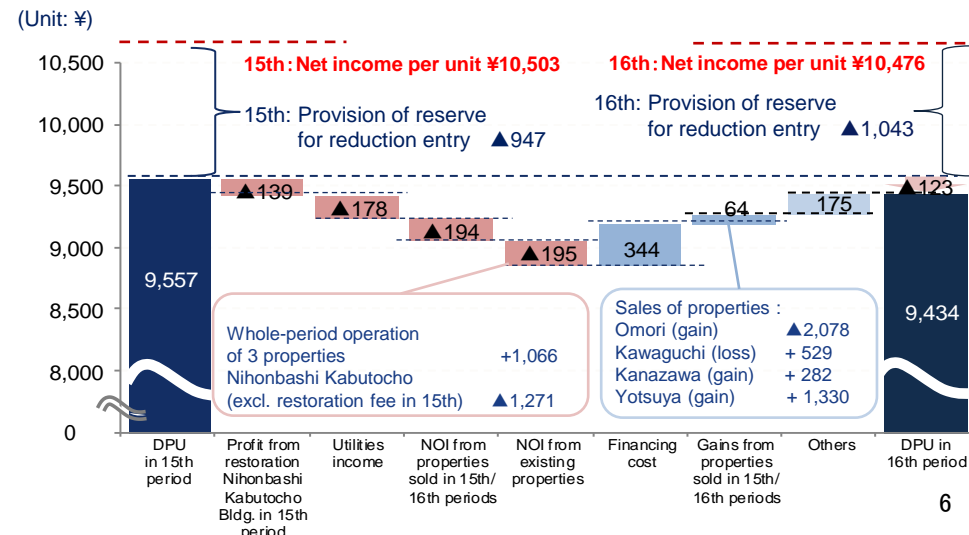 (Unit: ¥)
10,500
10,000
9,500
9,000
8,500
8,000
0
15th: Net income per unit ¥10,503
16th: Net income per unit ¥10,476
15th: Provision of reserve
for reduction entry ▲947
16th: Provision of reserve
for reduction entry ▲1,043
9,557
▲139
▲178
▲194
▲195
344
64
175
▲123
9,434
Whole-period operation
of 3 properties +1,066
Nihonbashi Kabutocho
(excl. restoration fee in 15th) ▲1,271
Sales of properties :
Omori (gain) ▲2,078
Kawaguchi (loss) + 529
Kanazawa (gain) + 282
Yotsuya (gain) + 1,330
DPU
in 15th
period
Profit from
restoration
Nihonbashi
Kabutocho
Bldg. in 15th
period
Utilities
income
NOI from
properties
sold in 15th/
16th periods
NOI from
existing
properties
Financing
cost
Gains from
properties
sold in 15th/
16th periods
Others
DPU in
16th period
6